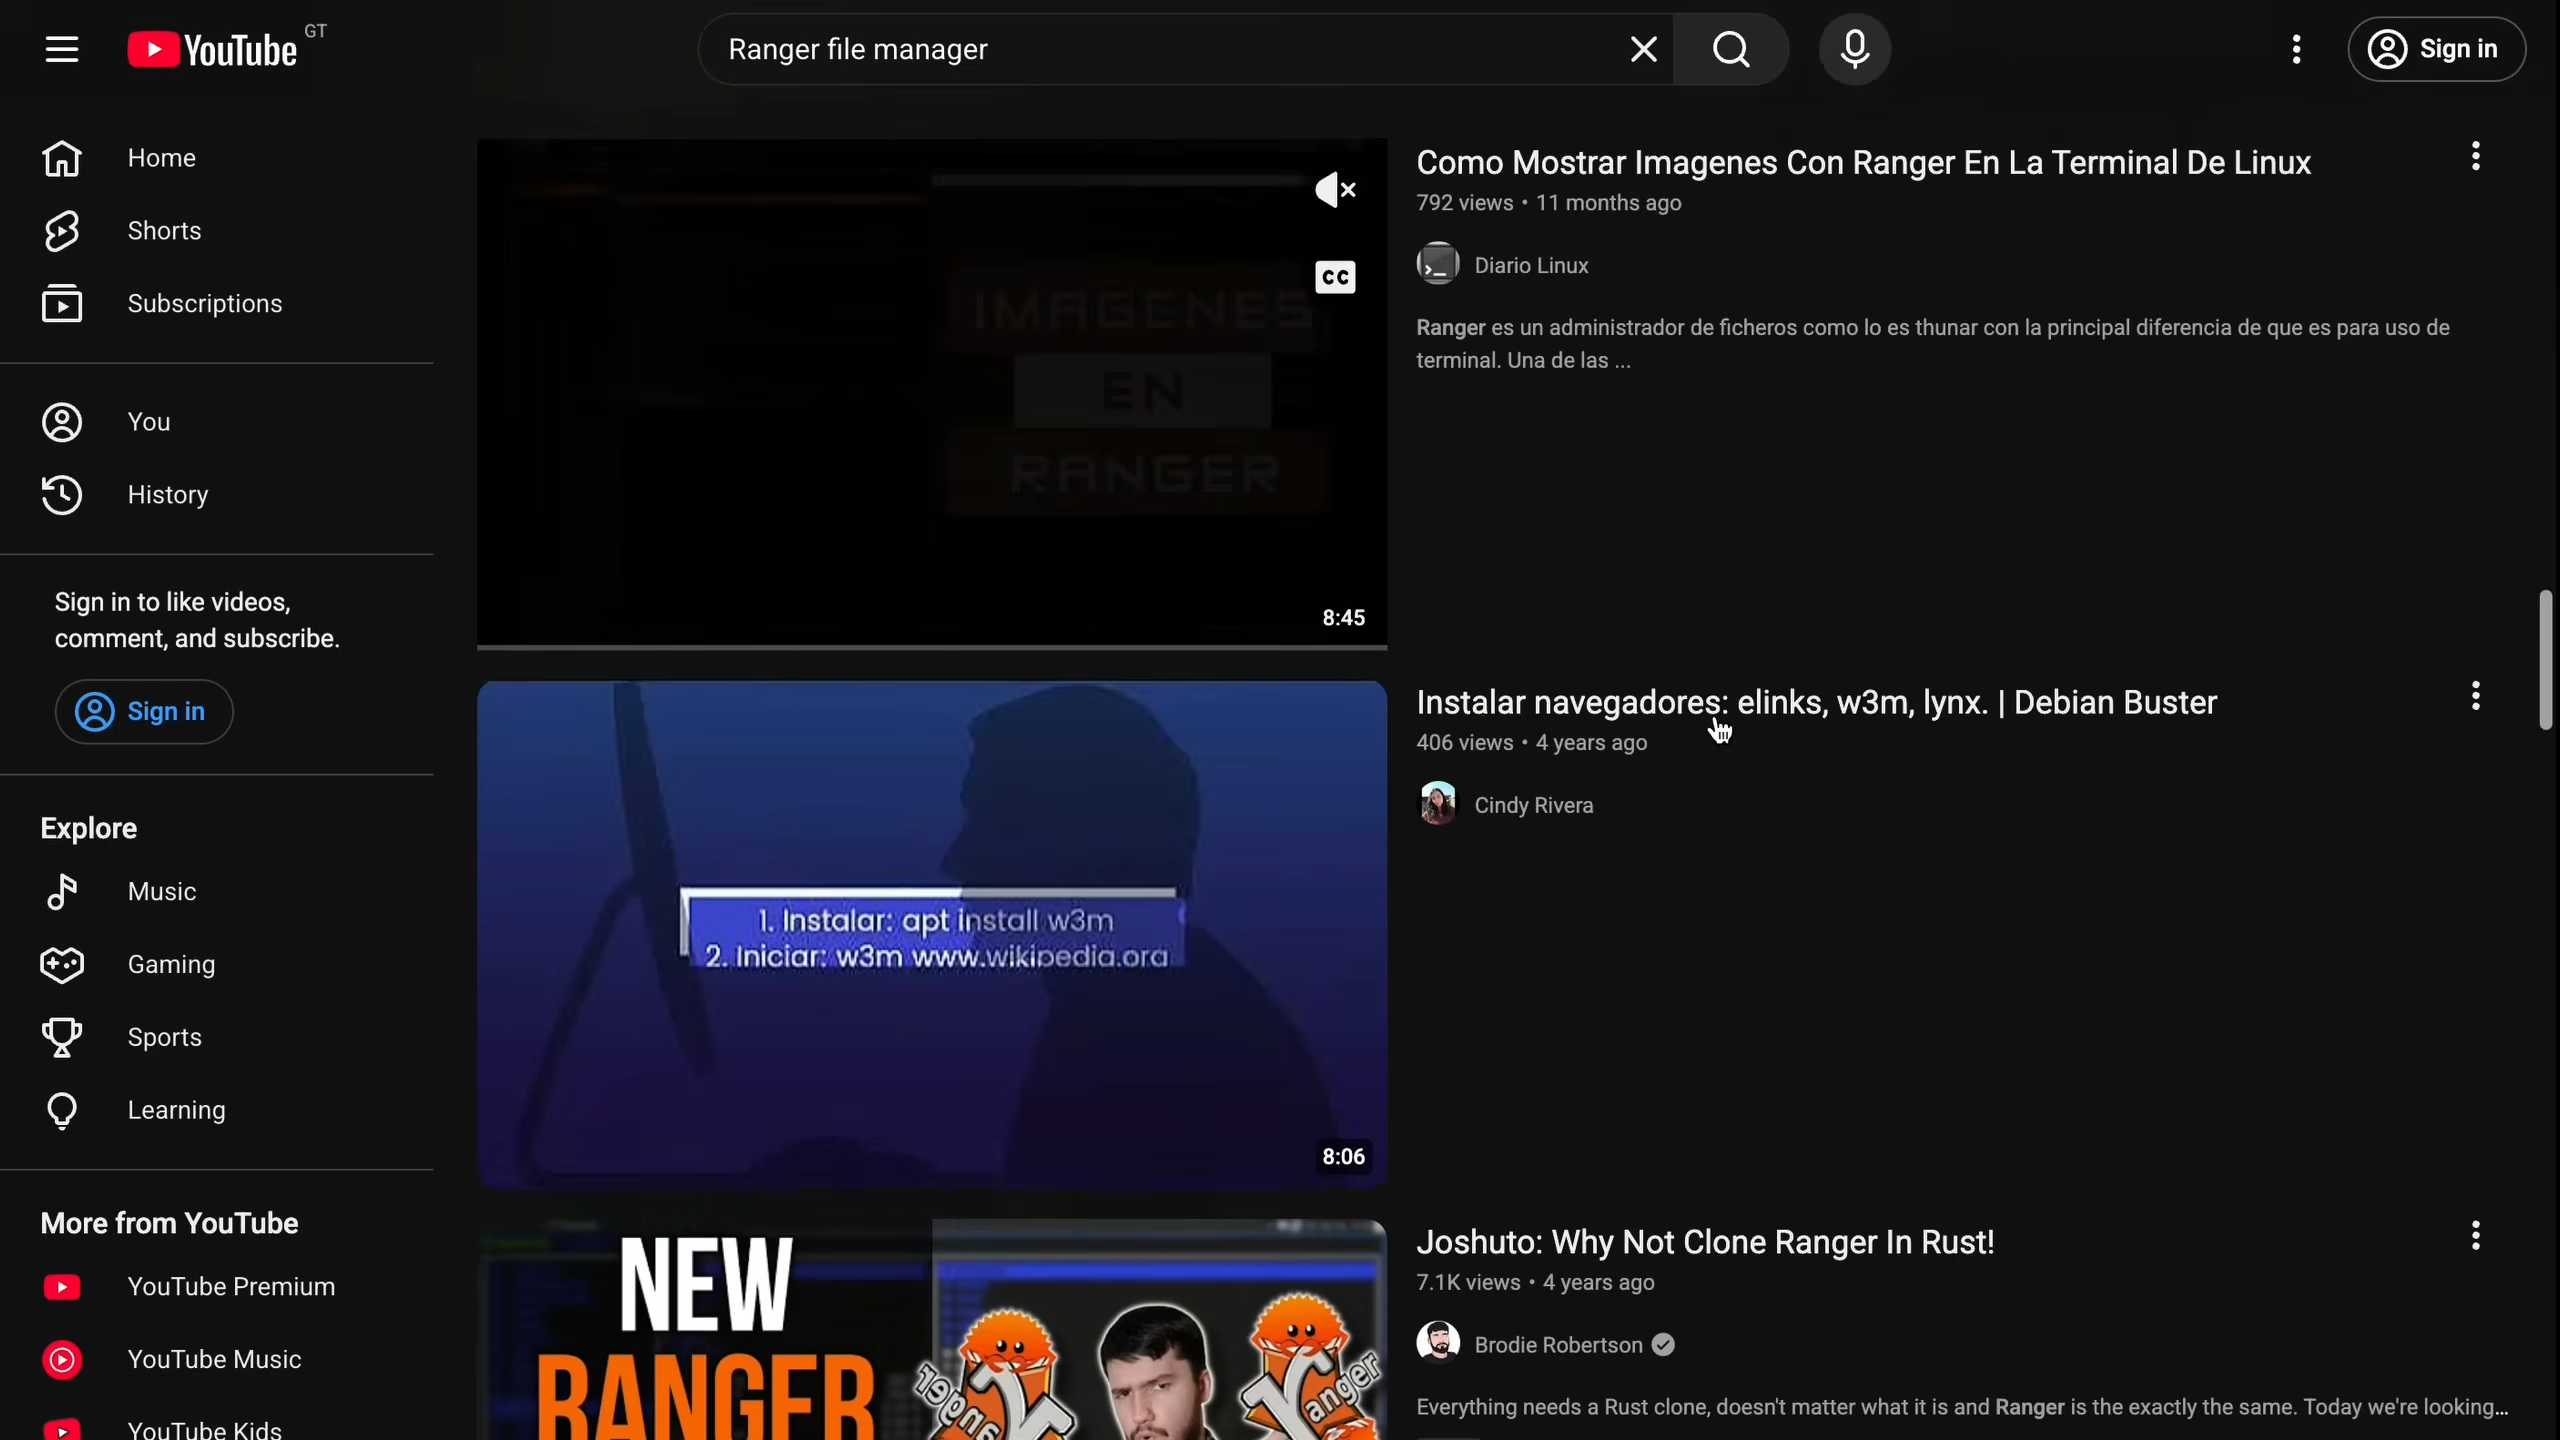 YouTube GT
Ranger file manager
Sign in
Home
Shorts
Subscriptions
You
History
Sign in to like videos,
comment, and subscribe.
Sign in
Explore
Music
Gaming
Sports
Learning
More from YouTube
YouTube Premium
YouTube Music
YouTube Kids
IMAGENES
EN
RANGER
CC
8:45
Como Mostrar Imagenes Con Ranger En La Terminal De Linux
792 views • 11 months ago
>_
Diario Linux
Ranger es un administrador de ficheros como lo es thunar con la principal diferencia de que es para uso de
terminal. Una de las ...
1. Instalar: apt install w3m
2. Iniciar: w3m www.wikipedia.org
8:06
Instalar navegadores: elinks, w3m, lynx. | Debian Buster
406 views • 4 years ago
Cindy Rivera
NEW
RANGER
Ranger
Ranger
Joshuto: Why Not Clone Ranger In Rust!
7.1K views • 4 years ago
Brodie Robertson
Everything needs a Rust clone, doesn't matter what it is and Ranger is the exactly the same. Today we're looking...